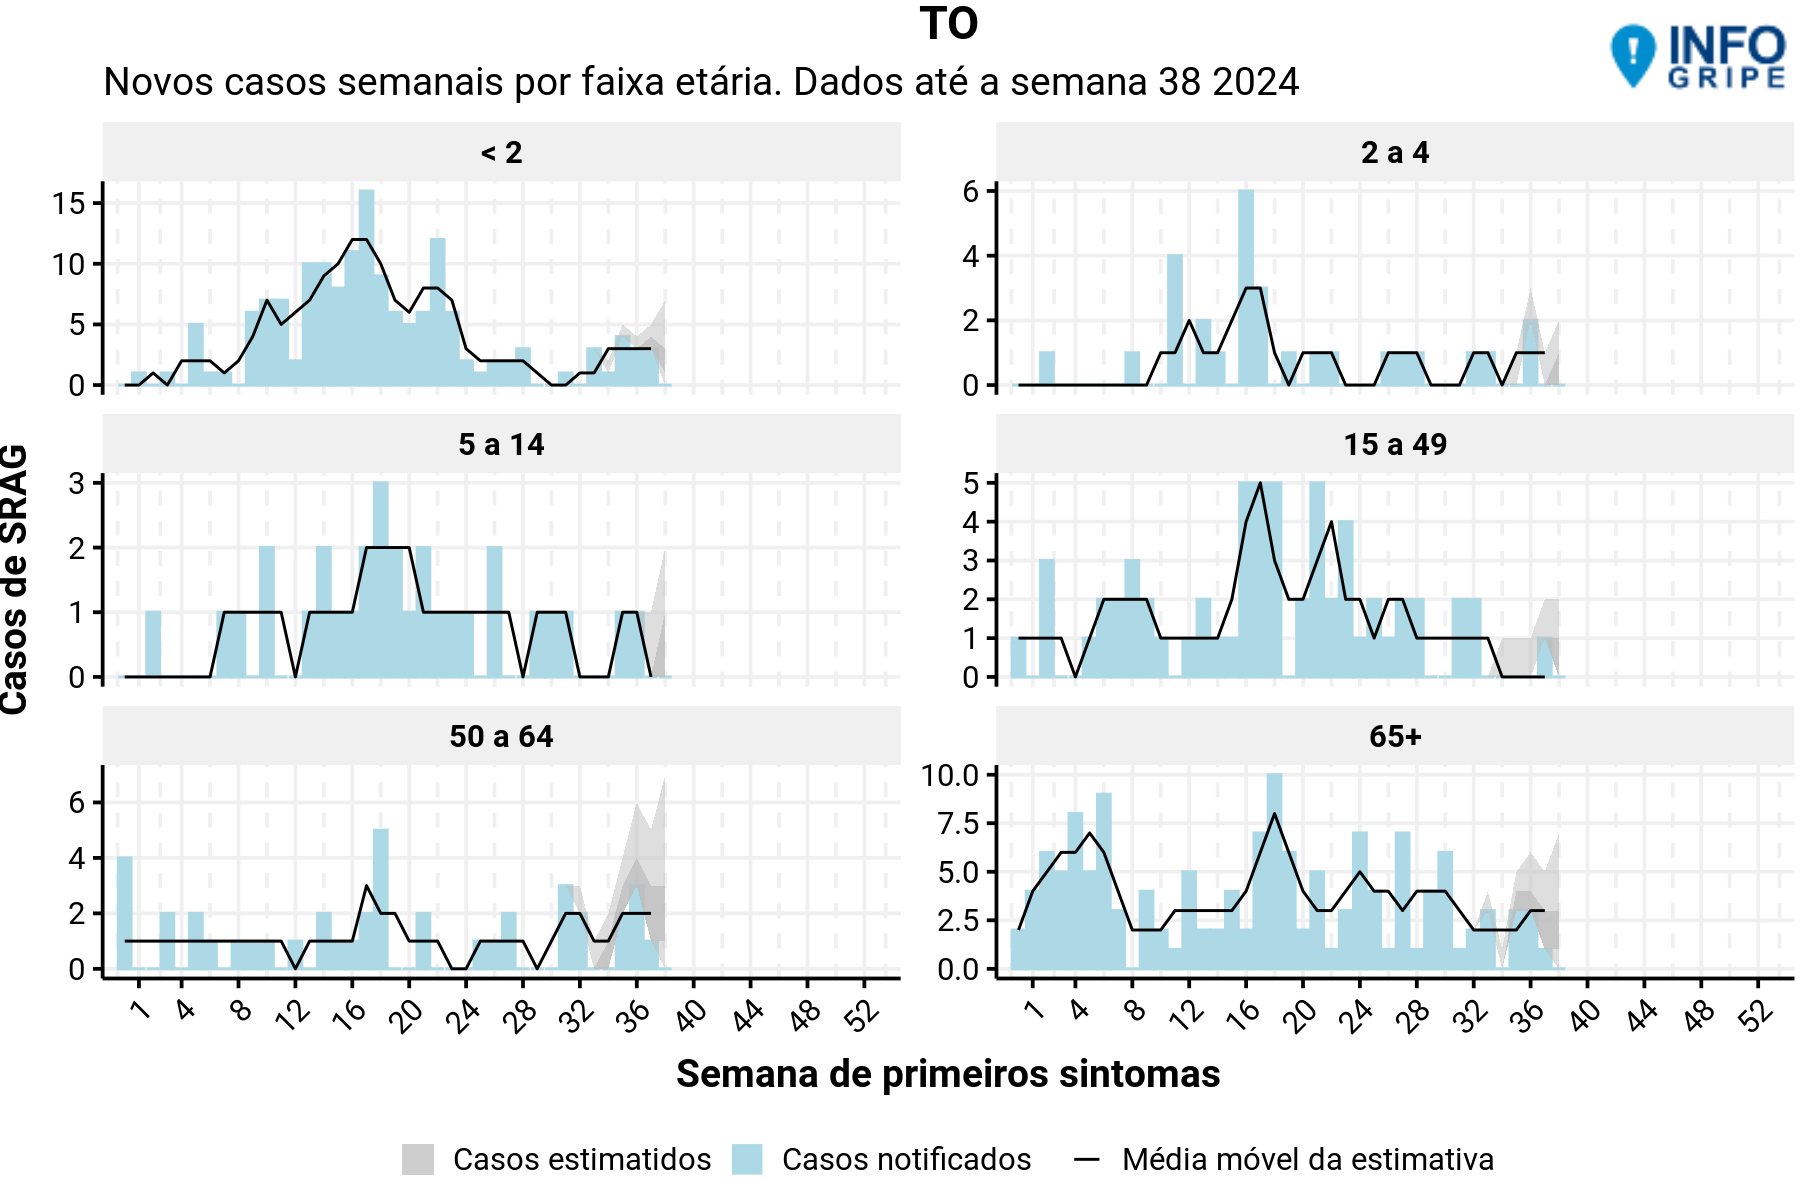 TO
INFO
GRIPE
Novos casos semanais por faixa etária. Dados até a semana 38 2024
< 2
2 a 4
15
10
5
0
6
4
2
0
5 a 14
15 a 49
3
2
1
0
5
4
3
2
1
0
50 a 64
65+
6
4
2
0
10.0
7.5
5.0
2.5
0.0
Casos de SRAG
1 4 8 12 16 20 24 28 32 36 40 44 48 52
1 4 8 12 16 20 24 28 32 36 40 44 48 52
Semana de primeiros sintomas
Casos estimatidos Casos notificados Média móvel da estimativa